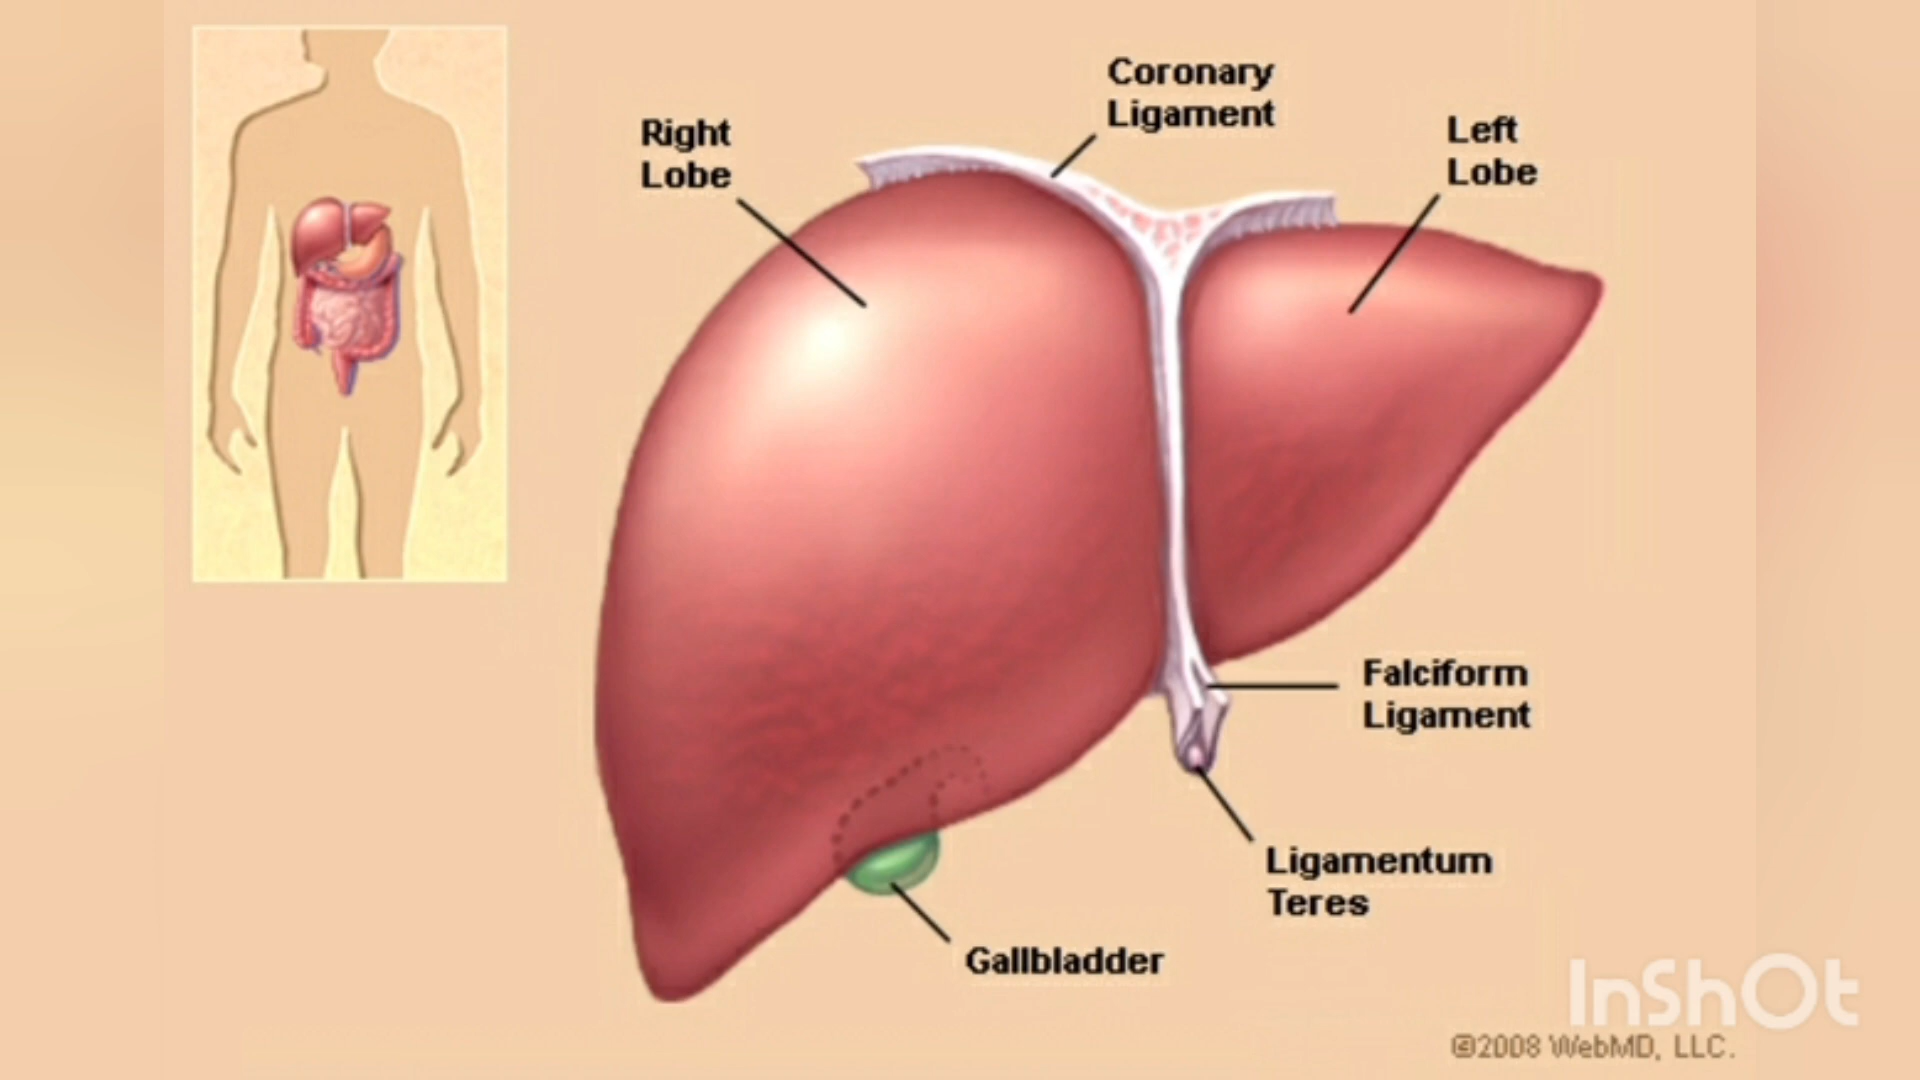 Coronary
Ligament
Right
Lobe
Left
Lobe
Falciform
Ligament
Ligamentum
Teres
Gallbladder
InShOt
©2008 WebMD, LLC.